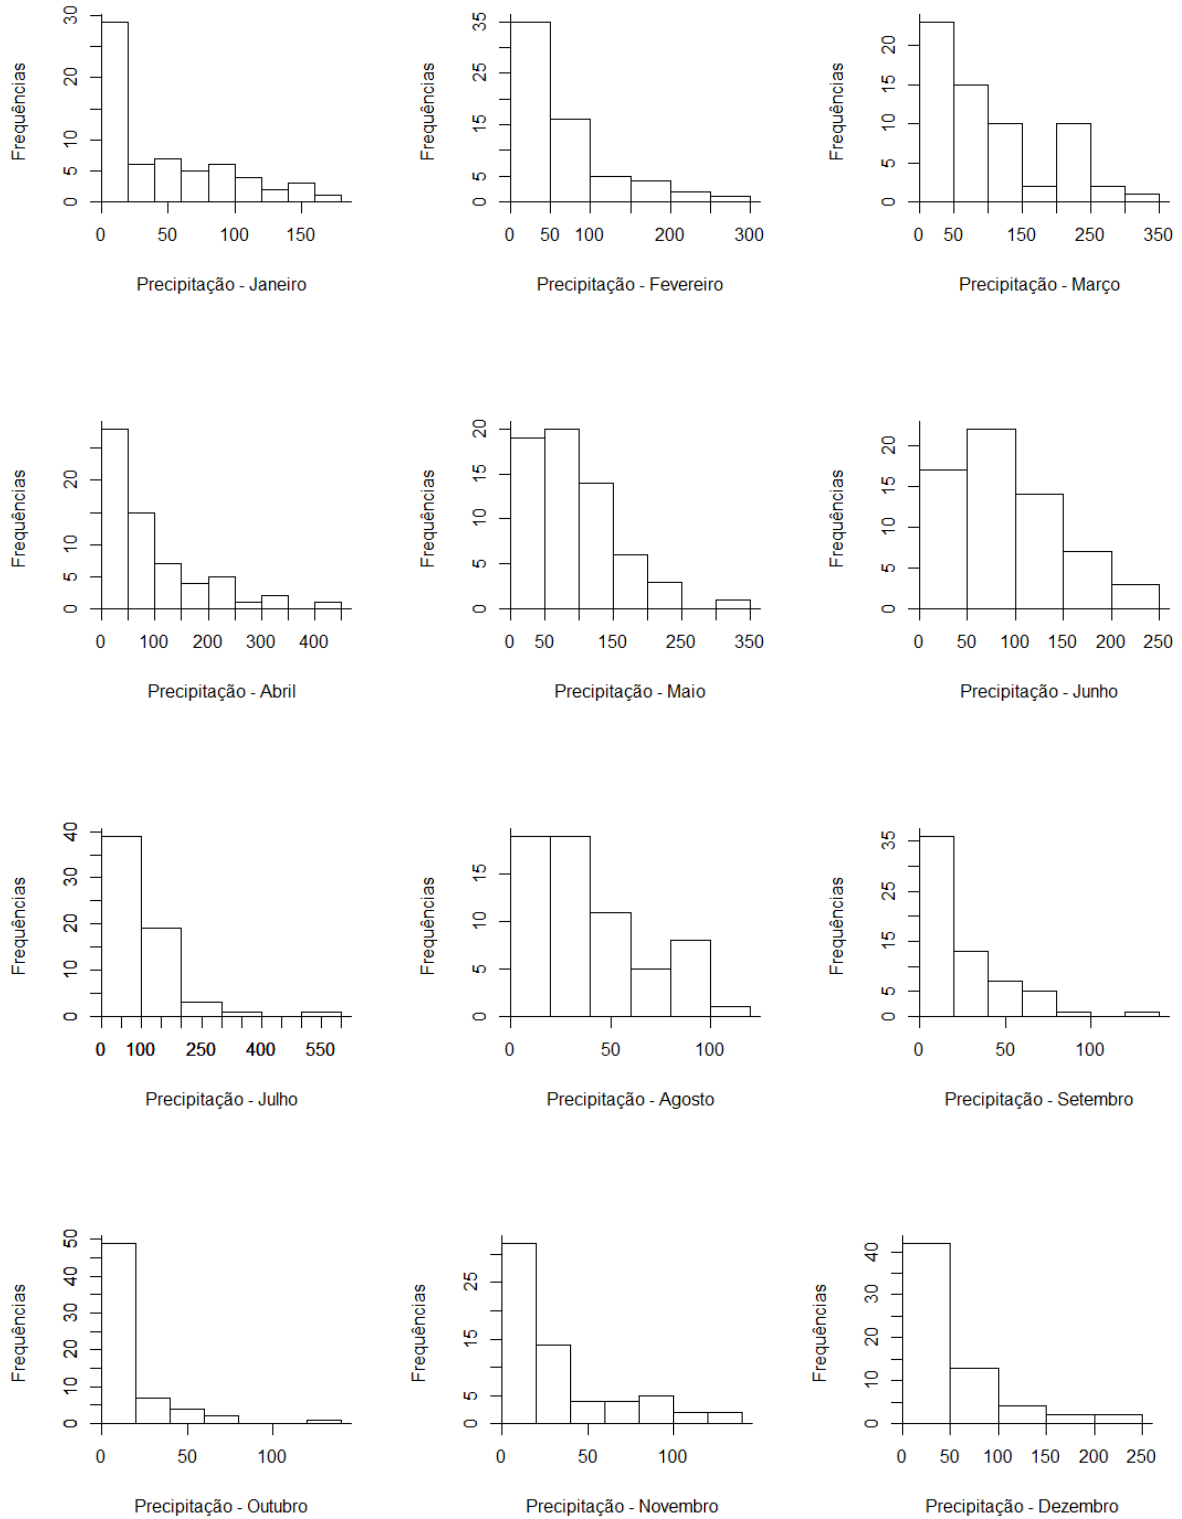 Frequências
0 5 10 20 30
0 50 100 150
Precipitação - Janeiro
Frequências
0 5 15 25 35
0 50 100 200 300
Precipitação - Fevereiro
Frequências
0 5 10 15 20
0 50 150 250 350
Precipitação - Março
Frequências
0 5 10 20
0 100 200 300 400
Precipitação - Abril
Frequências
0 5 10 15 20
0 50 150 250 350
Precipitação - Maio
Frequências
0 5 10 15 20
0 50 100 150 200 250
Precipitação - Junho
Frequências
0 10 20 30 40
0 100 250 400 550
Precipitação - Julho
Frequências
0 5 10 15
0 50 100
Precipitação - Agosto
Frequências
0 5 15 25 35
0 50 100
Precipitação - Setembro
Frequências
0 10 20 30 40 50
0 50 100
Precipitação - Outubro
Frequências
0 5 15 25
0 50 100
Precipitação - Novembro
Frequências
0 10 20 30 40
0 50 100 150 200 250
Precipitação - Dezembro